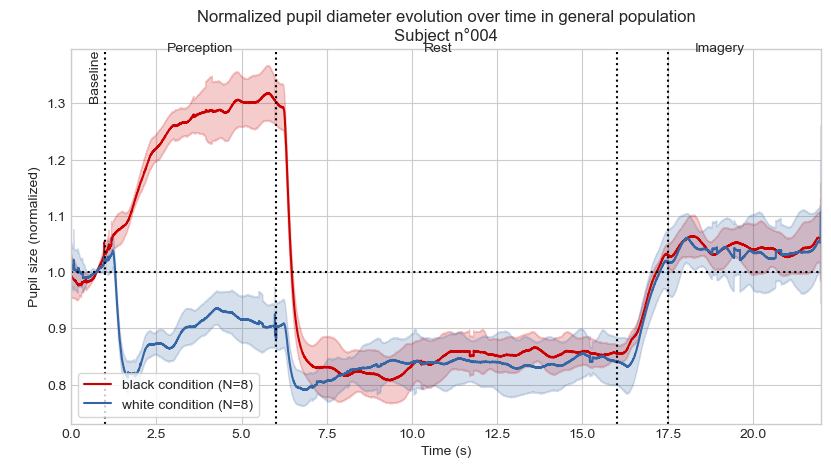 Normalized pupil diameter evolution over time in general population
Subject n°004
Baseline
Perception
Rest
Imagery
Pupil size (normalized)
1.3
1.2
1.1
1.0
0.9
0.8
black condition (N=8)
white condition (N=8)
0.0 2.5 5.0 7.5 10.0 12.5 15.0 17.5 20.0
Time (s)